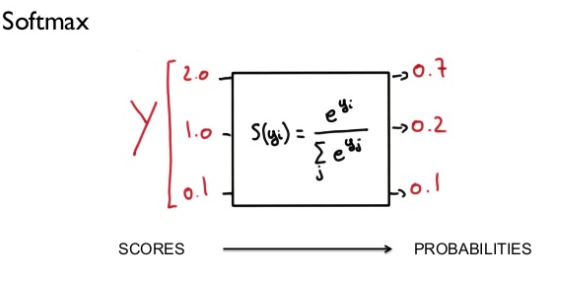 Softmax
Y
2.0
1.0
0.1
S(yi) = e^yi / Σj e^yj
→0.7
→0.2
→0.1
SCORES → PROBABILITIES